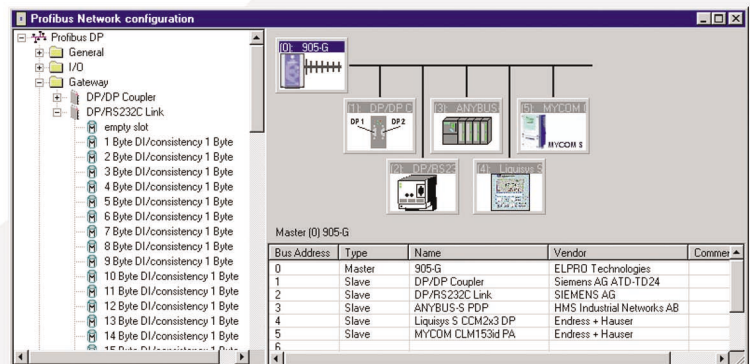 Profibus Network configuration
Profibus DP
General
I/O
Gateway
DP/DP Coupler
DP/RS232C Link
empty slot
1 Byte DI/consistency 1 Byte
2 Byte DI/consistency 1 Byte
3 Byte DI/consistency 1 Byte
4 Byte DI/consistency 1 Byte
5 Byte DI/consistency 1 Byte
6 Byte DI/consistency 1 Byte
7 Byte DI/consistency 1 Byte
8 Byte DI/consistency 1 Byte
9 Byte DI/consistency 1 Byte
10 Byte DI/consistency 1 Byte
11 Byte DI/consistency 1 Byte
12 Byte DI/consistency 1 Byte
13 Byte DI/consistency 1 Byte
14 Byte DI/consistency 1 Byte
15 Byte DI/consistency 1 Byte
(0): 905-G
(1): DP/DP C
DP 1 DP 2
(3): ANYBUS
(5): MYCOM
MYCOM S
(2): DP/RS23
(4): Liquisys S
Master (0) 905-G
Bus Address Type Name Vendor Commer
0 Master 905-G ELPRO Technologies
1 Slave DP/DP Coupler Siemens AG ATD-TD24
2 Slave DP/RS232C Link SIEMENS AG
3 Slave ANYBUS-S PDP HMS Industrial Networks AB
4 Slave Liquisys S CCM2x3 DP Endress + Hauser
5 Slave MYCOM CLM153id PA Endress + Hauser
6